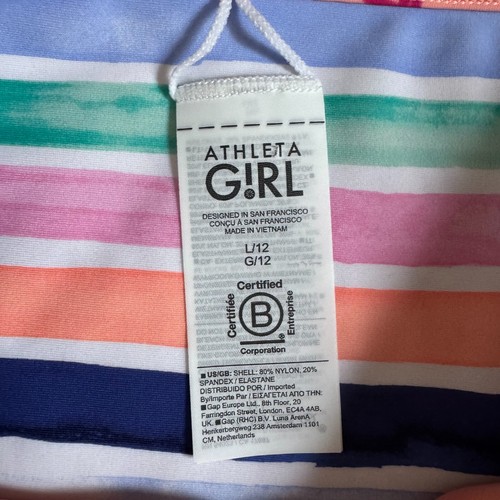 ATHLETA
G!RL
DESIGNED IN SAN FRANCISCO
CONÇU À SAN FRANCISCO
MADE IN VIETNAM
L/12
G/12
Certified
Certifiée
B
Entreprise
Corporation
■ US/GB: SHELL: 80% NYLON, 20%
SPANDEX / ELASTANE
DISTRIBUIDO POR / Imported
By/Importe Par / ΕΙΣΑΓΕΤΑΙ ΑΠΟ ΤΗΝ:
■ Gap Europe Ltd., 8th Floor, 20
Farringdon Street, London, EC4A 4AB,
UK. ■ Gap (RHC) B.V. Luna ArenA
Herikerbergweg 238 Amsterdam 1101
CM, Netherlands